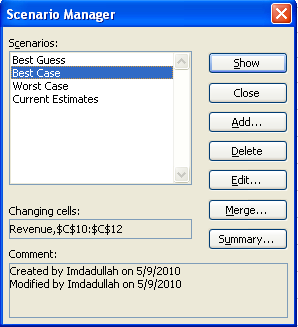 Scenario Manager
Scenarios:
Best Guess
Best Case
Worst Case
Current Estimates
Show
Close
Add...
Delete
Edit...
Merge...
Summary...
Changing cells:
Revenue,$C$10:$C$12
Comment:
Created by Imdadullah on 5/9/2010
Modified by Imdadullah on 5/9/2010